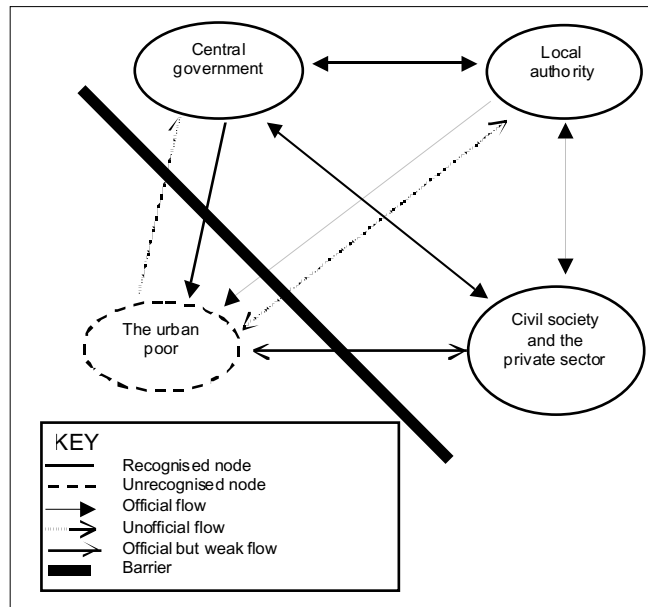 Central
government
Local
authority
The urban
poor
Civil society
and the
private sector
KEY
Recognised node
Unrecognised node
Official flow
Unofficial flow
Official but weak flow
Barrier